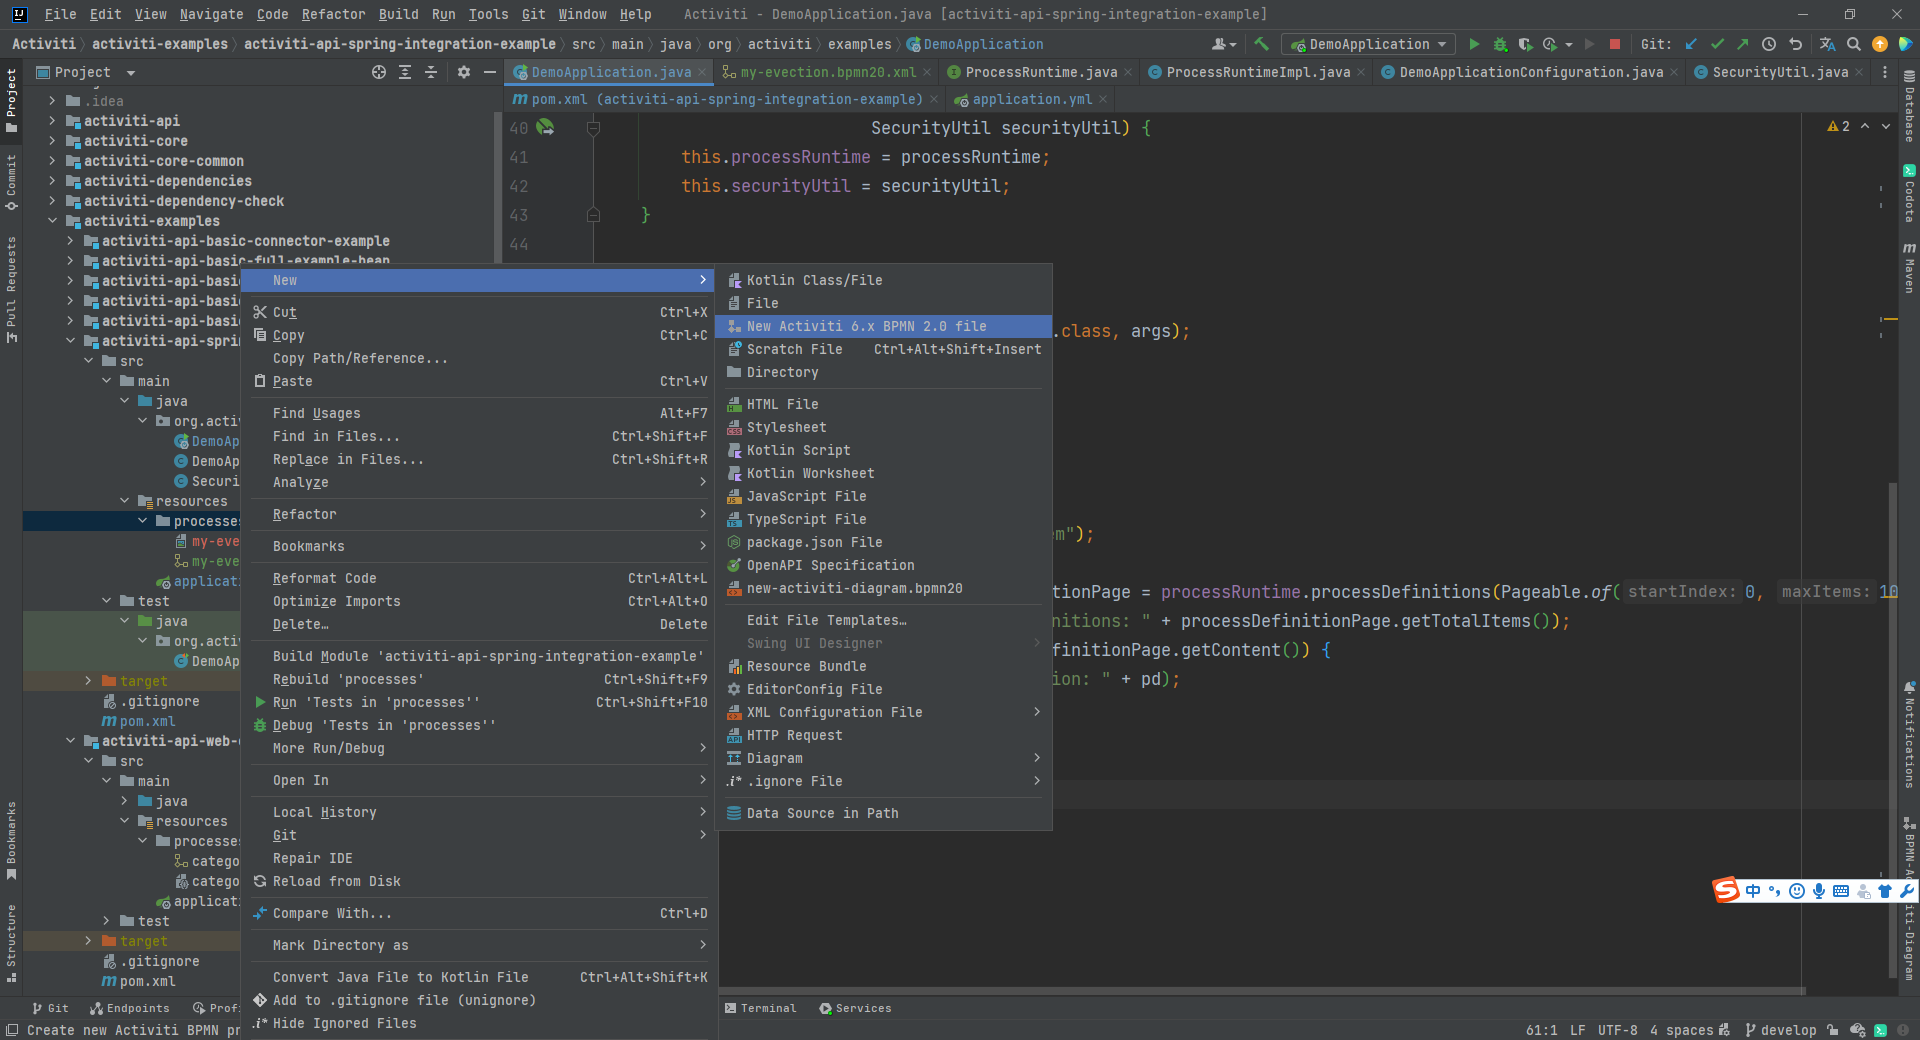 File Edit View Navigate Code Refactor Build Run Tools Git Window Help Activiti - DemoApplication.java [activiti-api-spring-integration-example]
Activiti activiti-examples activiti-api-spring-integration-example src main java org activiti examples DemoApplication DemoApplication Git:
Project
DemoApplication.java my-evection.bpmn20.xml ProcessRuntime.java ProcessRuntimeImpl.java DemoApplicationConfiguration.java SecurityUtil.java
pom.xml (activiti-api-spring-integration-example) application.yml
Project
Commit
Pull Requests
Bookmarks
Structure
.idea
activiti-api
activiti-core
activiti-core-common
activiti-dependencies
activiti-dependency-check
activiti-examples
activiti-api-basic-connector-example
activiti-api-basic-full-example-bean
activiti-api-basi
activiti-api-basi
activiti-api-basi
activiti-api-spri
src
main
java
org.activ
DemoAp
DemoAp
Securi
resources
processes
my-eve
my-eve
applicati
test
java
org.activ
DemoAp
target
.gitignore
pom.xml
activiti-api-web-
src
main
java
resources
processes
catego
catego
applicati
test
target
.gitignore
pom.xml
40 SecurityUtil securityUtil) {
41 this.processRuntime = processRuntime;
42 this.securityUtil = securityUtil;
43 }
44
2
.class, args);
em");
tionPage = processRuntime.processDefinitions(Pageable.of( startIndex: 0, maxItems: 10
nitions: " + processDefinitionPage.getTotalItems());
finitionPage.getContent()) {
ion: " + pd);
New
Cut Ctrl+X
Copy Ctrl+C
Copy Path/Reference...
Paste Ctrl+V
Find Usages Alt+F7
Find in Files... Ctrl+Shift+F
Replace in Files... Ctrl+Shift+R
Analyze
Refactor
Bookmarks
Reformat Code Ctrl+Alt+L
Optimize Imports Ctrl+Alt+O
Delete… Delete
Build Module 'activiti-api-spring-integration-example'
Rebuild 'processes' Ctrl+Shift+F9
Run 'Tests in 'processes'' Ctrl+Shift+F10
Debug 'Tests in 'processes''
More Run/Debug
Open In
Local History
Git
Repair IDE
Reload from Disk
Compare With... Ctrl+D
Mark Directory as
Convert Java File to Kotlin File Ctrl+Alt+Shift+K
Add to .gitignore file (unignore)
Hide Ignored Files
Kotlin Class/File
File
New Activiti 6.x BPMN 2.0 file
Scratch File Ctrl+Alt+Shift+Insert
Directory
HTML File
Stylesheet
Kotlin Script
Kotlin Worksheet
JavaScript File
TypeScript File
package.json File
OpenAPI Specification
new-activiti-diagram.bpmn20
Edit File Templates…
Swing UI Designer
Resource Bundle
EditorConfig File
XML Configuration File
HTTP Request
Diagram
.ignore File
Data Source in Path
Database
Codota
Maven
Notifications
BPMN-Ac
iti-Diagram
中
Git Endpoints Profi Terminal Services
Create new Activiti BPMN pr 61:1 LF UTF-8 4 spaces develop